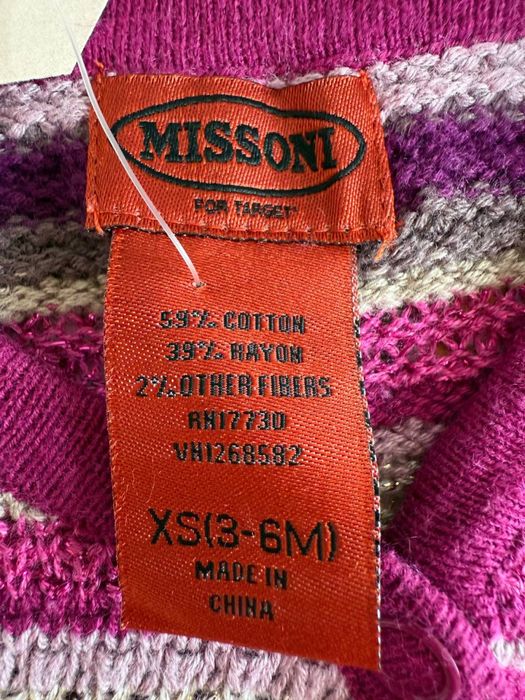 MISSONI
FOR TARGET
59% COTTON
39% RAYON
2% OTHER FIBERS
RN17730
VN1268582
XS(3-6M)
MADE IN
CHINA